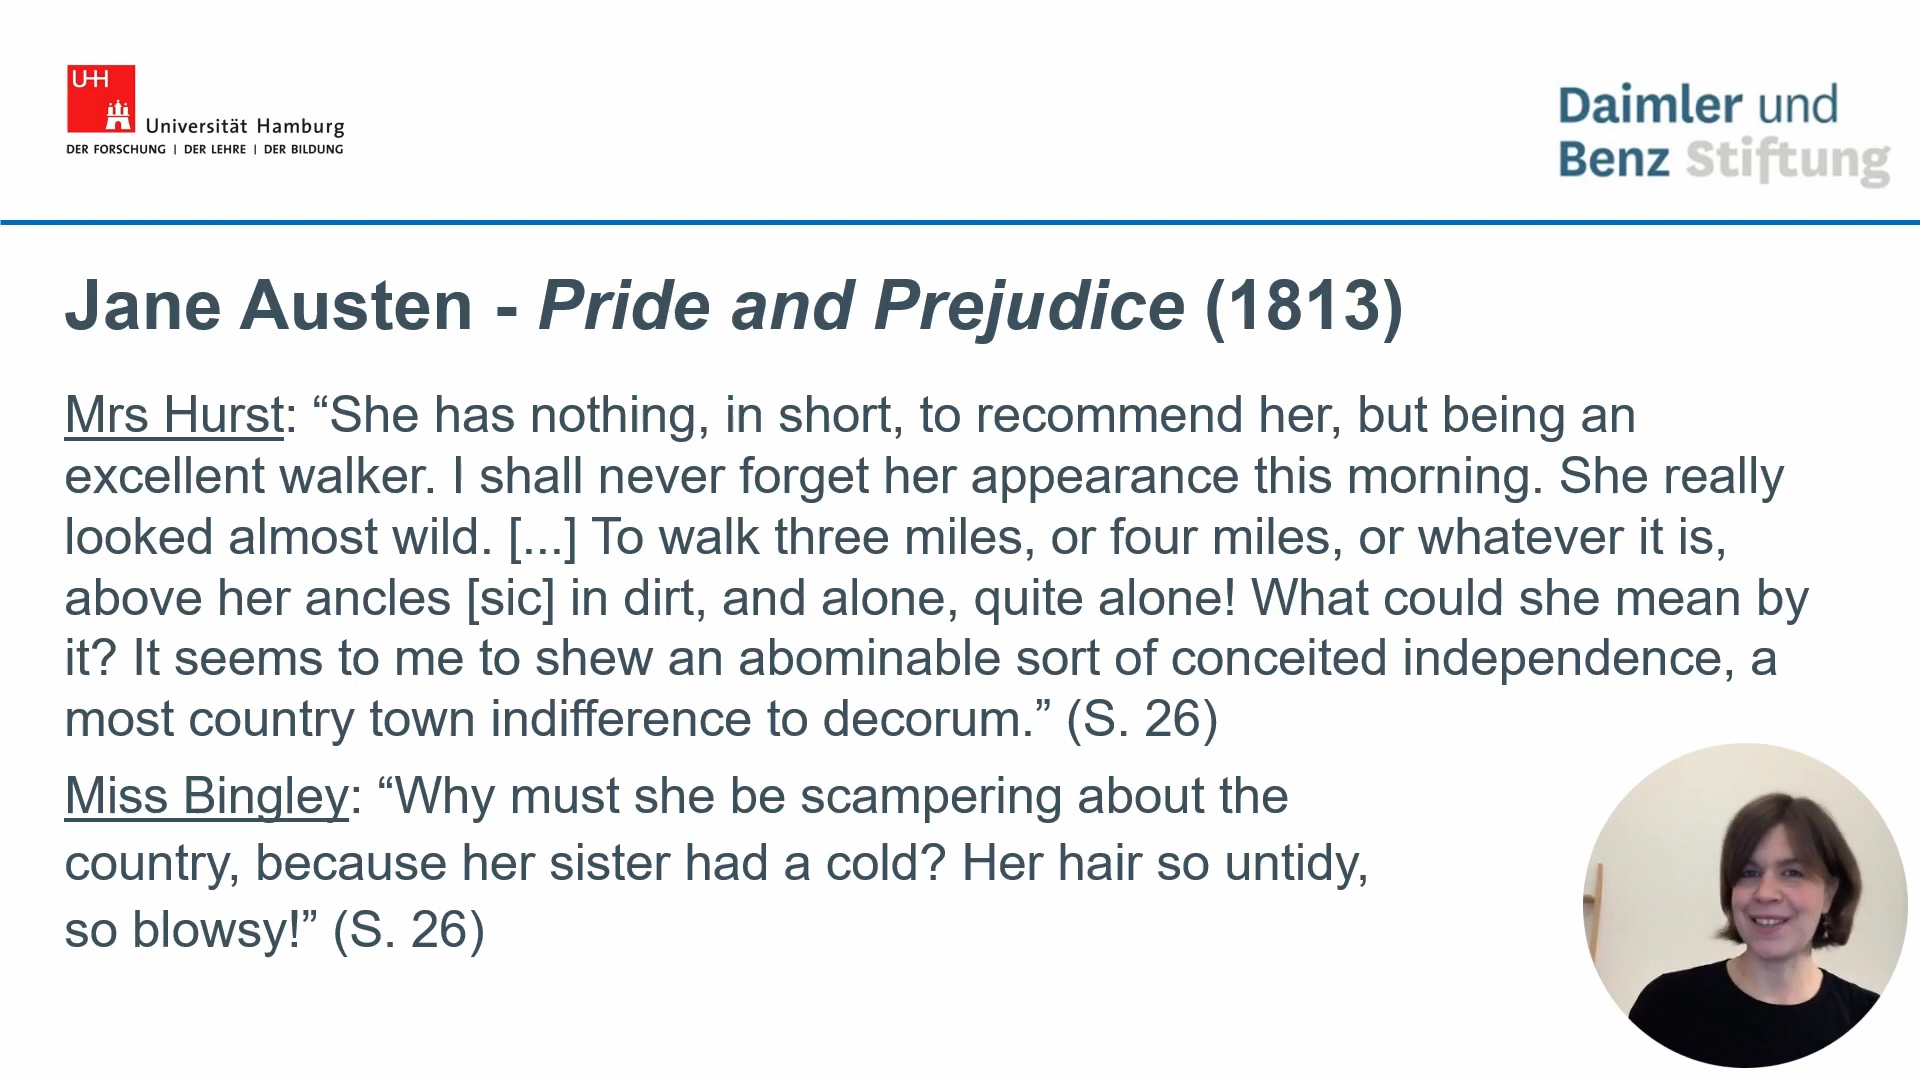 UHH
Universität Hamburg
DER FORSCHUNG | DER LEHRE | DER BILDUNG
Daimler und
Benz Stiftung
Jane Austen - Pride and Prejudice (1813)
Mrs Hurst: “She has nothing, in short, to recommend her, but being an
excellent walker. I shall never forget her appearance this morning. She really
looked almost wild. [...] To walk three miles, or four miles, or whatever it is,
above her ancles [sic] in dirt, and alone, quite alone! What could she mean by
it? It seems to me to shew an abominable sort of conceited independence, a
most country town indifference to decorum.” (S. 26)
Miss Bingley: “Why must she be scampering about the
country, because her sister had a cold? Her hair so untidy,
so blowsy!” (S. 26)